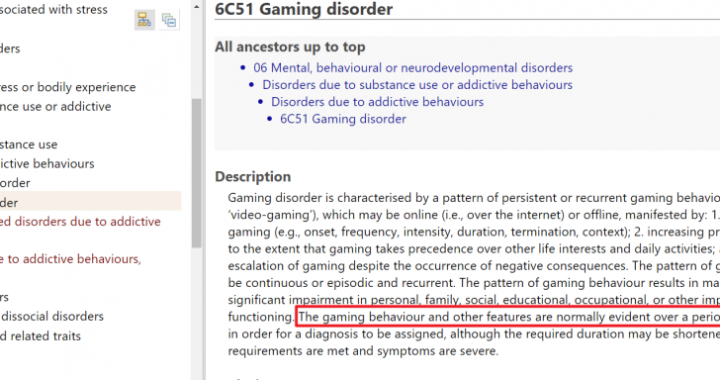 ssociated with stress
ders
ress or bodily experience
nce use or addictive
stance use
ictive behaviours
order
der
ed disorders due to addictive
e to addictive behaviours,
rs
dissocial disorders
d related traits
6C51 Gaming disorder
All ancestors up to top
06 Mental, behavioural or neurodevelopmental disorders
Disorders due to substance use or addictive behaviours
Disorders due to addictive behaviours
6C51 Gaming disorder
Description
Gaming disorder is characterised by a pattern of persistent or recurrent gaming behavio
‘video-gaming’), which may be online (i.e., over the internet) or offline, manifested by: 1.
gaming (e.g., onset, frequency, intensity, duration, termination, context); 2. increasing pr
to the extent that gaming takes precedence over other life interests and daily activities; a
escalation of gaming despite the occurrence of negative consequences. The pattern of g
be continuous or episodic and recurrent. The pattern of gaming behaviour results in ma
significant impairment in personal, family, social, educational, occupational, or other imp
functioning. The gaming behaviour and other features are normally evident over a perio
in order for a diagnosis to be assigned, although the required duration may be shortene
requirements are met and symptoms are severe.